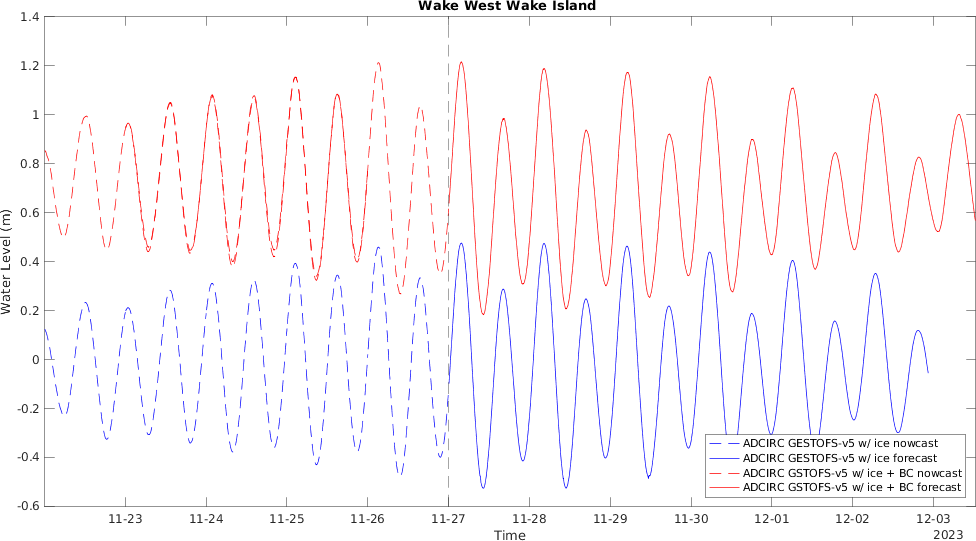 Wake West Wake Island
1.4
1.2
1
0.8
0.6
0.4
0.2
0
-0.2
-0.4
-0.6
Water Level (m)
11-23 11-24 11-25 11-26 11-27 11-28 11-29 11-30 12-01 12-02 12-03
Time
2023
ADCIRC GESTOFS-v5 w/ ice nowcast
ADCIRC GESTOFS-v5 w/ ice forecast
ADCIRC GSTOFS-v5 w/ ice + BC nowcast
ADCIRC GSTOFS-v5 w/ ice + BC forecast